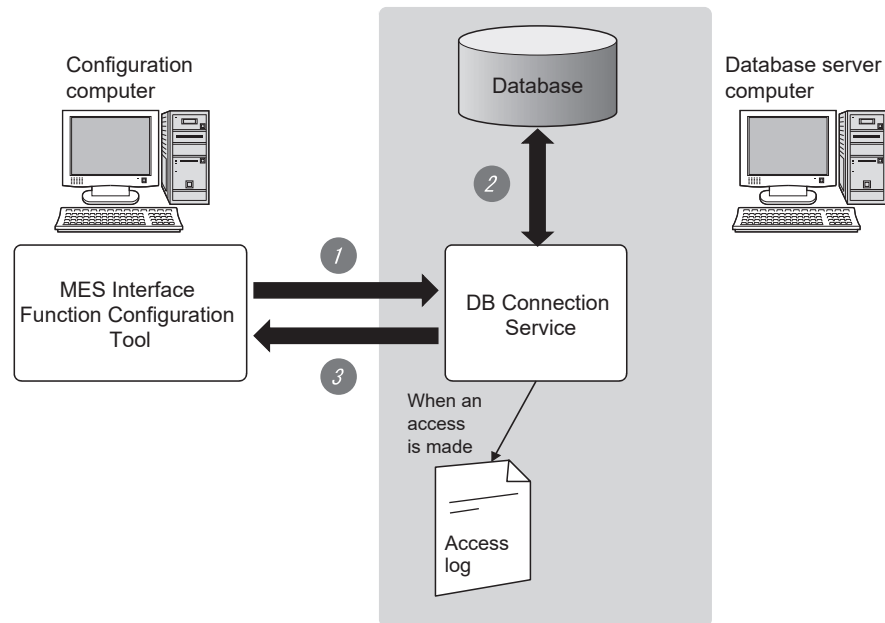 Configuration
computer
Database
Database server
computer
2
1
MES Interface
Function Configuration
Tool
DB Connection
Service
3
When an
access
is made
Access
log